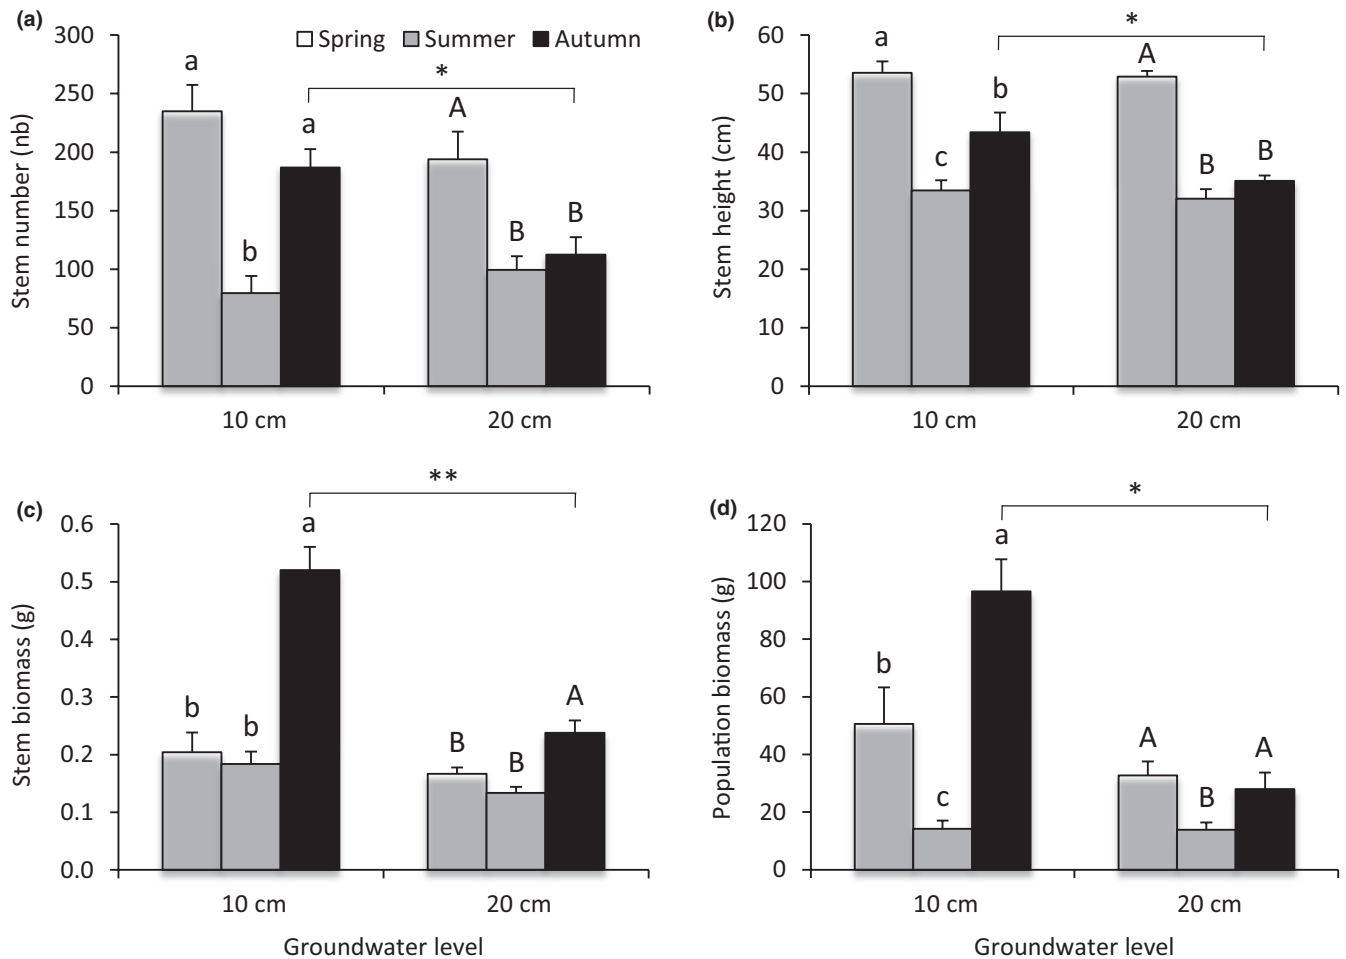 (a)
300
250
200
150
100
50
0
Stem number (nb)
Spring Summer Autumn
*
a
b
a
A
B
B
10 cm 20 cm
(b)
60
50
40
30
20
10
0
Stem height (cm)
*
a
c
b
A
B
B
10 cm 20 cm
(c)
0.6
0.5
0.4
0.3
0.2
0.1
0.0
Stem biomass (g)
**
b
b
a
B
B
A
10 cm 20 cm
Groundwater level
(d)
120
100
80
60
40
20
0
Population biomass (g)
*
b
c
a
A
B
A
10 cm 20 cm
Groundwater level